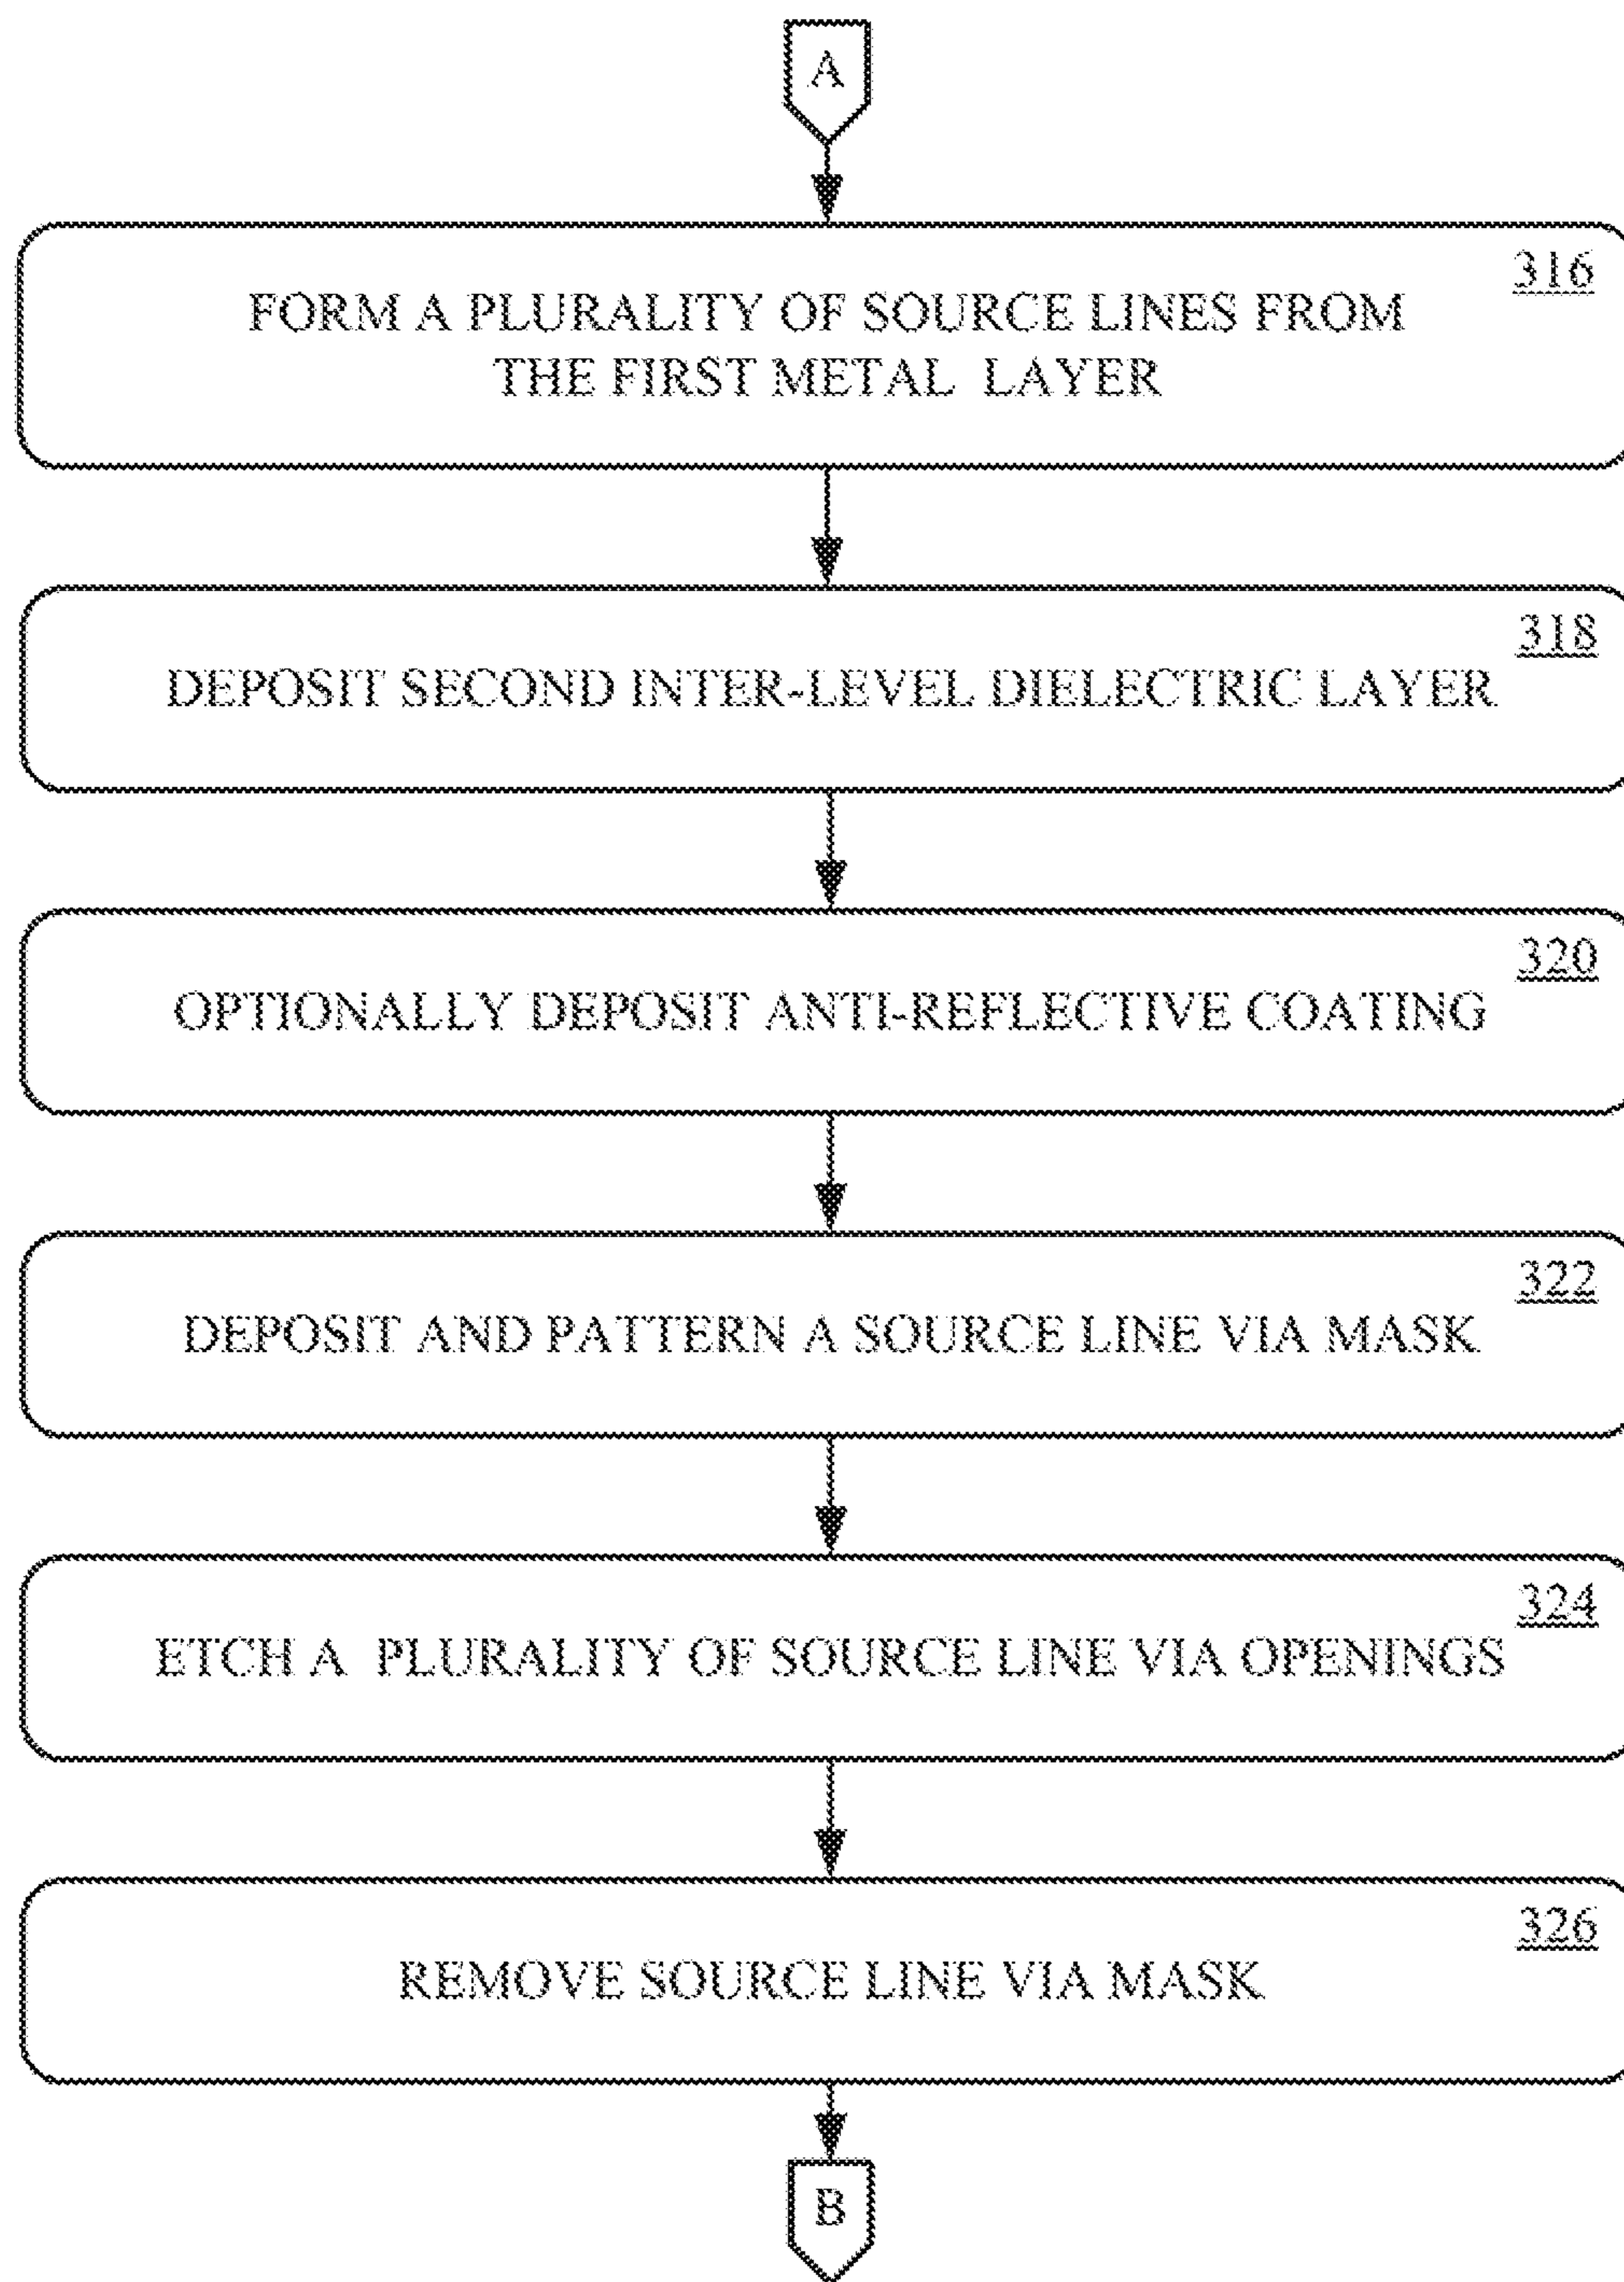 A
316
FORM A PLURALITY OF SOURCE LINES FROM
THE FIRST METAL LAYER
318
DEPOSIT SECOND INTER-LEVEL DIELECTRIC LAYER
320
OPTIONALLY DEPOSIT ANTI-REFLECTIVE COATING
322
DEPOSIT AND PATTERN A SOURCE LINE VIA MASK
324
ETCH A PLURALITY OF SOURCE LINE VIA OPENINGS
326
REMOVE SOURCE LINE VIA MASK
B